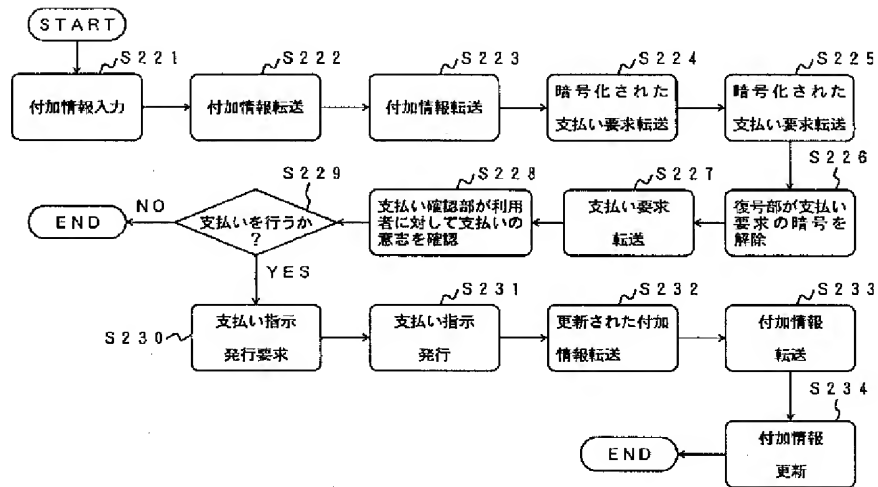 START
S221
付加情報入力
S222
付加情報転送
S223
付加情報転送
S224
暗号化された
支払い要求転送
S225
暗号化された
支払い要求転送
S226
復号部が支払い
要求の暗号を
解除
S227
支払い要求
転送
S228
支払い確認部が利用
者に対して支払いの
意志を確認
S229
支払いを行うか
?
NO
END
YES
S230
支払い指示
発行要求
S231
支払い指示
発行
S232
更新された付加
情報転送
S233
付加情報
転送
S234
付加情報
更新
END